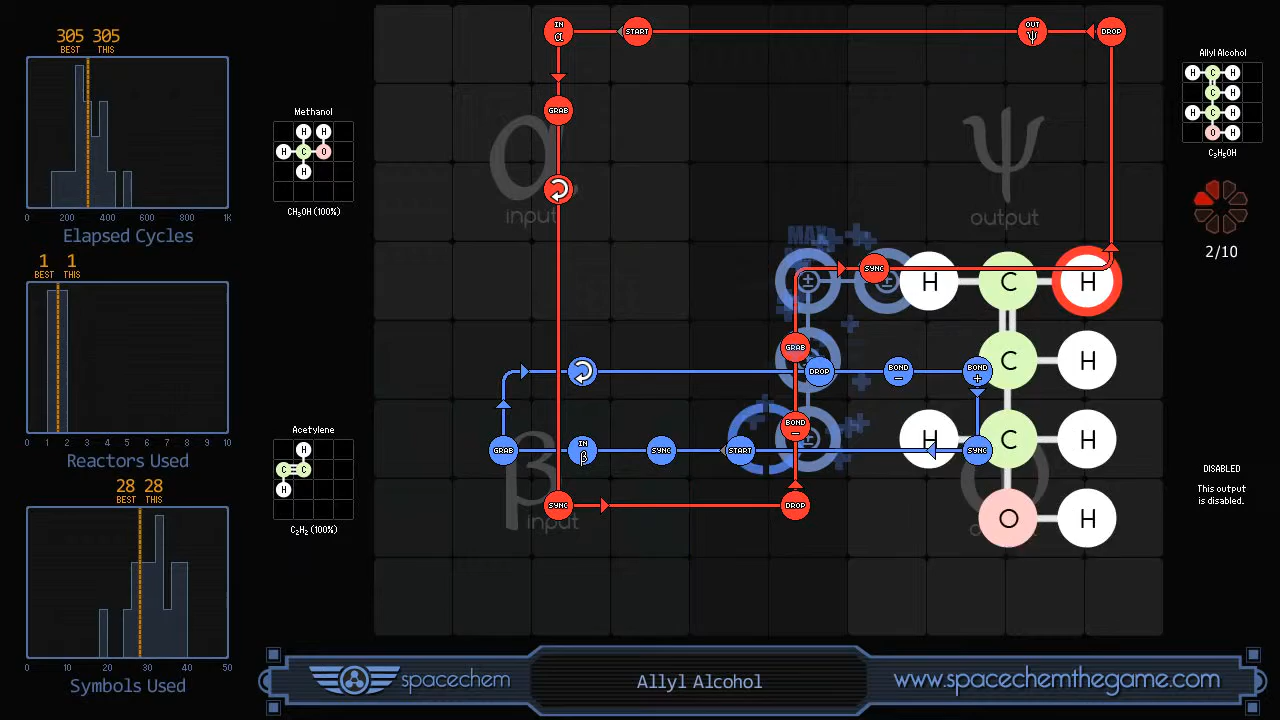 305 305
BEST THIS
0 200 400 600 800 1K
Elapsed Cycles
1 1
BEST THIS
0 1 2 3 4 5 6 7 8 9 10
Reactors Used
28 28
BEST THIS
0 10 20 30 40 50
Symbols Used
Methanol
H H
H C O
H
CH₃OH (100%)
Acetylene
H
C C
H
C₂H₂ (100%)
IN α
START
OUT ψ
DROP
GRAB
α
input
ψ
output
MAX
SYNC
H C H
GRAB
DROP
BOND -
BOND +
C H
GRAB
IN β
SYNC
START
BOND -
H
SYNC
C H
β
input
SYNC
DROP
O H
Allyl Alcohol
H C H
C H
H C H
O H
C₃H₅OH
2/10
DISABLED
This output
is disabled.
spacechem
Allyl Alcohol
www.spacechemthegame.com